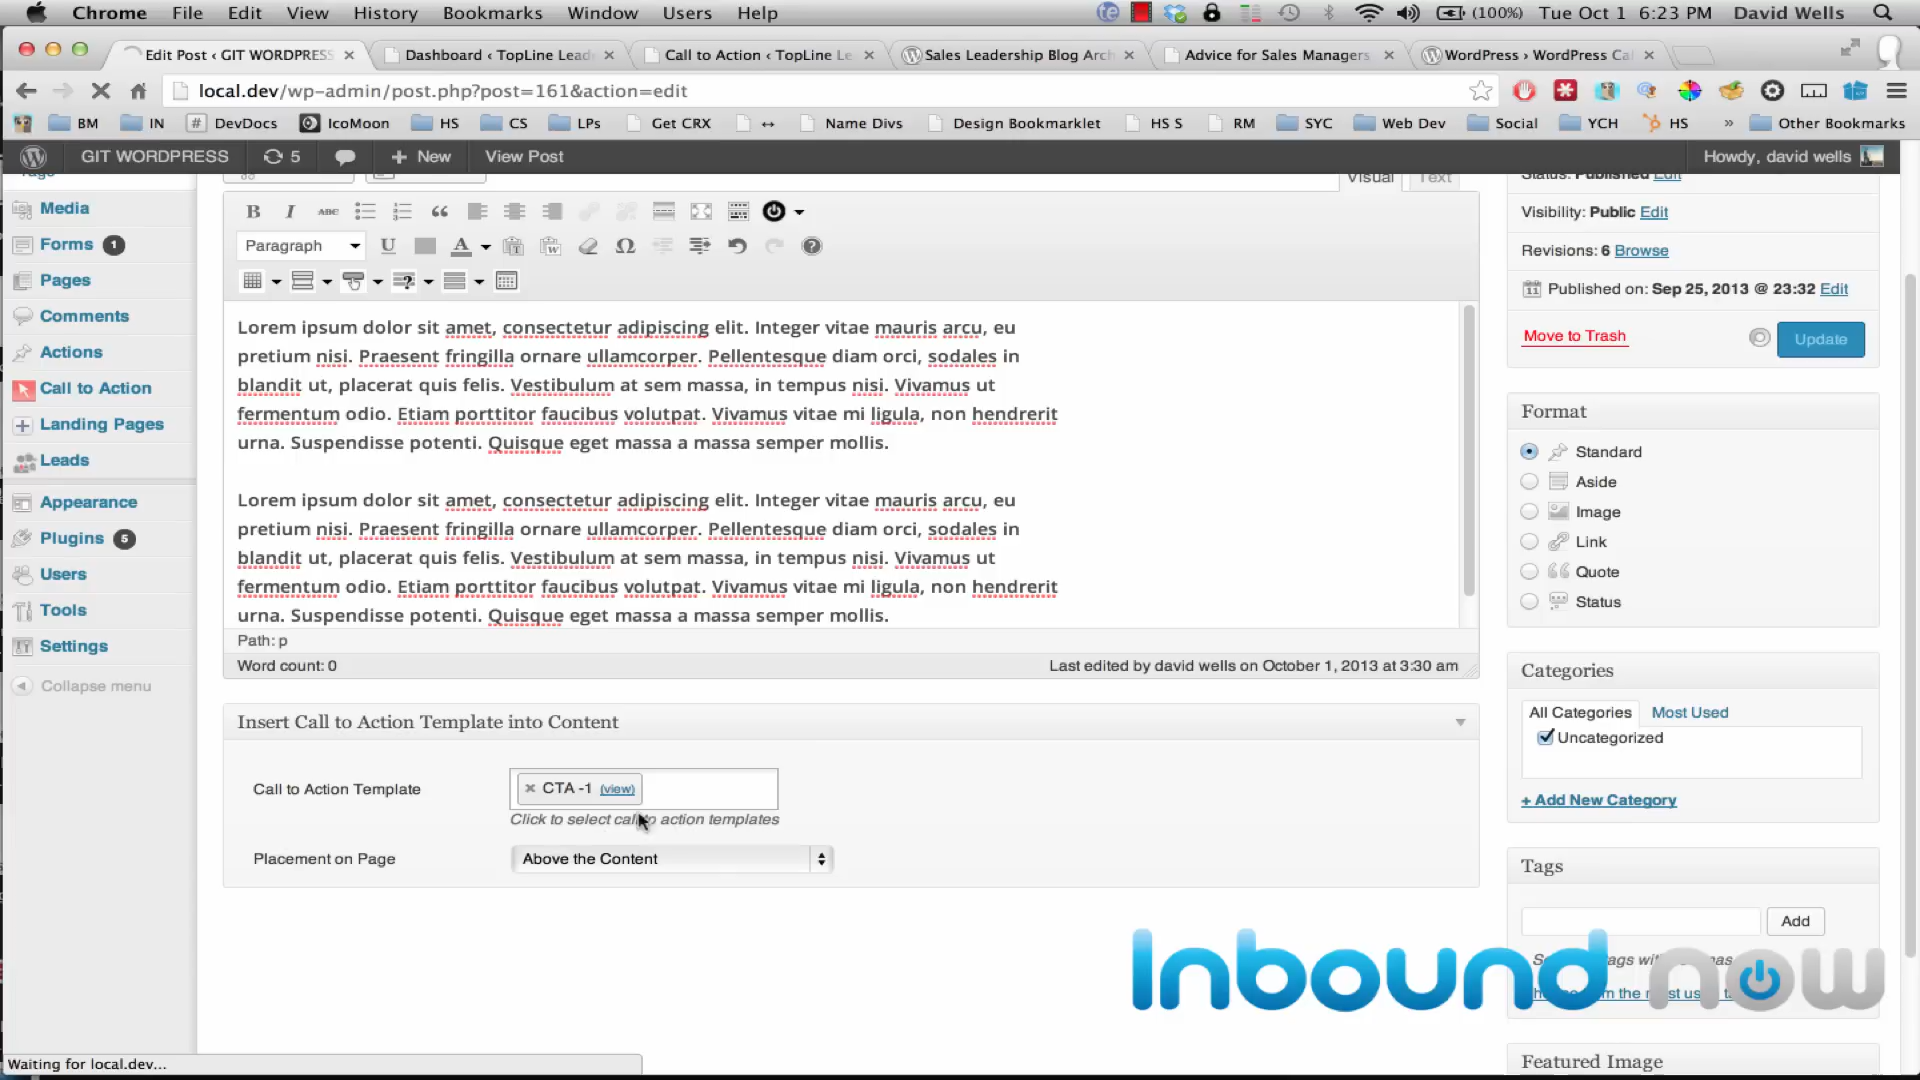 Chrome File Edit View History Bookmarks Window Users Help
(100%) Tue Oct 1 6:23 PM David Wells
Edit Post ‹ GIT WORDPRESS
Dashboard ‹ TopLine Lead
Call to Action ‹ TopLine Le
Sales Leadership Blog Arch
Advice for Sales Managers
WordPress › WordPress Cal
local.dev/wp-admin/post.php?post=161&action=edit
BM IN # DevDocs IcoMoon HS CS LPs Get CRX ↔ Name Divs Design Bookmarklet HS S RM SYC Web Dev Social YCH HS » Other Bookmarks
GIT WORDPRESS 5 + New View Post Howdy, david wells
Tags
Media
Forms 1
Pages
Comments
Actions
Call to Action
Landing Pages
Leads
Appearance
Plugins 5
Users
Tools
Settings
Collapse menu
Visual Text
B I ABC
Paragraph U A Ω
Lorem ipsum dolor sit amet, consectetur adipiscing elit. Integer vitae mauris arcu, eu
pretium nisi. Praesent fringilla ornare ullamcorper. Pellentesque diam orci, sodales in
blandit ut, placerat quis felis. Vestibulum at sem massa, in tempus nisi. Vivamus ut
fermentum odio. Etiam porttitor faucibus volutpat. Vivamus vitae mi ligula, non hendrerit
urna. Suspendisse potenti. Quisque eget massa a massa semper mollis.
Lorem ipsum dolor sit amet, consectetur adipiscing elit. Integer vitae mauris arcu, eu
pretium nisi. Praesent fringilla ornare ullamcorper. Pellentesque diam orci, sodales in
blandit ut, placerat quis felis. Vestibulum at sem massa, in tempus nisi. Vivamus ut
fermentum odio. Etiam porttitor faucibus volutpat. Vivamus vitae mi ligula, non hendrerit
urna. Suspendisse potenti. Quisque eget massa a massa semper mollis.
Path: p
Word count: 0 Last edited by david wells on October 1, 2013 at 3:30 am
Insert Call to Action Template into Content
Call to Action Template × CTA -1 (view)
Click to select call to action templates
Placement on Page Above the Content
Status: Published Edit
Visibility: Public Edit
Revisions: 6 Browse
Published on: Sep 25, 2013 @ 23:32 Edit
Move to Trash Update
Format
Standard
Aside
Image
Link
Quote
Status
Categories
All Categories Most Used
Uncategorized
+ Add New Category
Tags
Add
Inbound now
Featured Image
Waiting for local.dev...